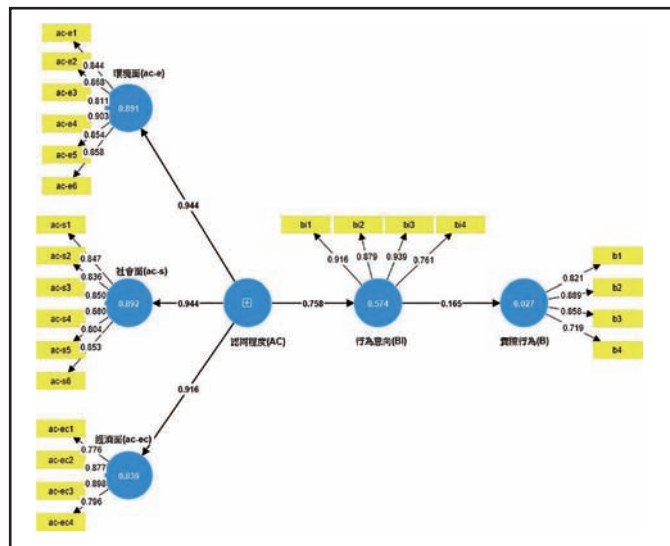 ac-e1
ac-e2
ac-e3
ac-e4
ac-e5
ac-e6
0.844
0.868
0.811
0.903
0.854
0.858
環境面(ac-e)
0.891
0.944
ac-s1
ac-s2
ac-s3
ac-s4
ac-s5
ac-s6
0.847
0.836
0.850
0.680
0.804
0.853
社會面(ac-s)
0.892
0.944
認同程度(AC)
0.758
bi1
bi2
bi3
bi4
0.916
0.879
0.939
0.761
0.574
行為意向(BI)
0.165
0.027
實際行為(B)
0.821
0.889
0.858
0.719
b1
b2
b3
b4
0.916
ac-ec1
ac-ec2
ac-ec3
ac-ec4
0.776
0.877
0.898
0.796
經濟面(ac-ec)
0.839